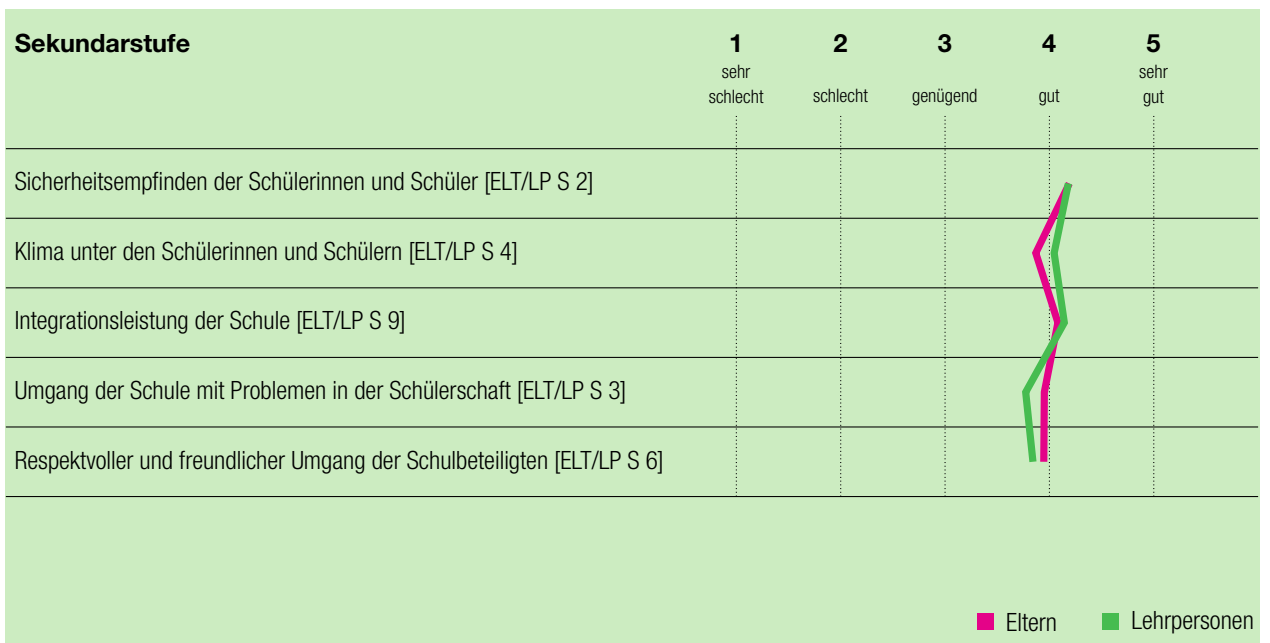 Sekundarstufe 1 2 3 4 5
sehr sehr
schlecht schlecht genügend gut gut
Sicherheitsempfinden der Schülerinnen und Schüler [ELT/LP S 2]
Klima unter den Schülerinnen und Schülern [ELT/LP S 4]
Integrationsleistung der Schule [ELT/LP S 9]
Umgang der Schule mit Problemen in der Schülerschaft [ELT/LP S 3]
Respektvoller und freundlicher Umgang der Schulbeteiligten [ELT/LP S 6]
Eltern Lehrpersonen